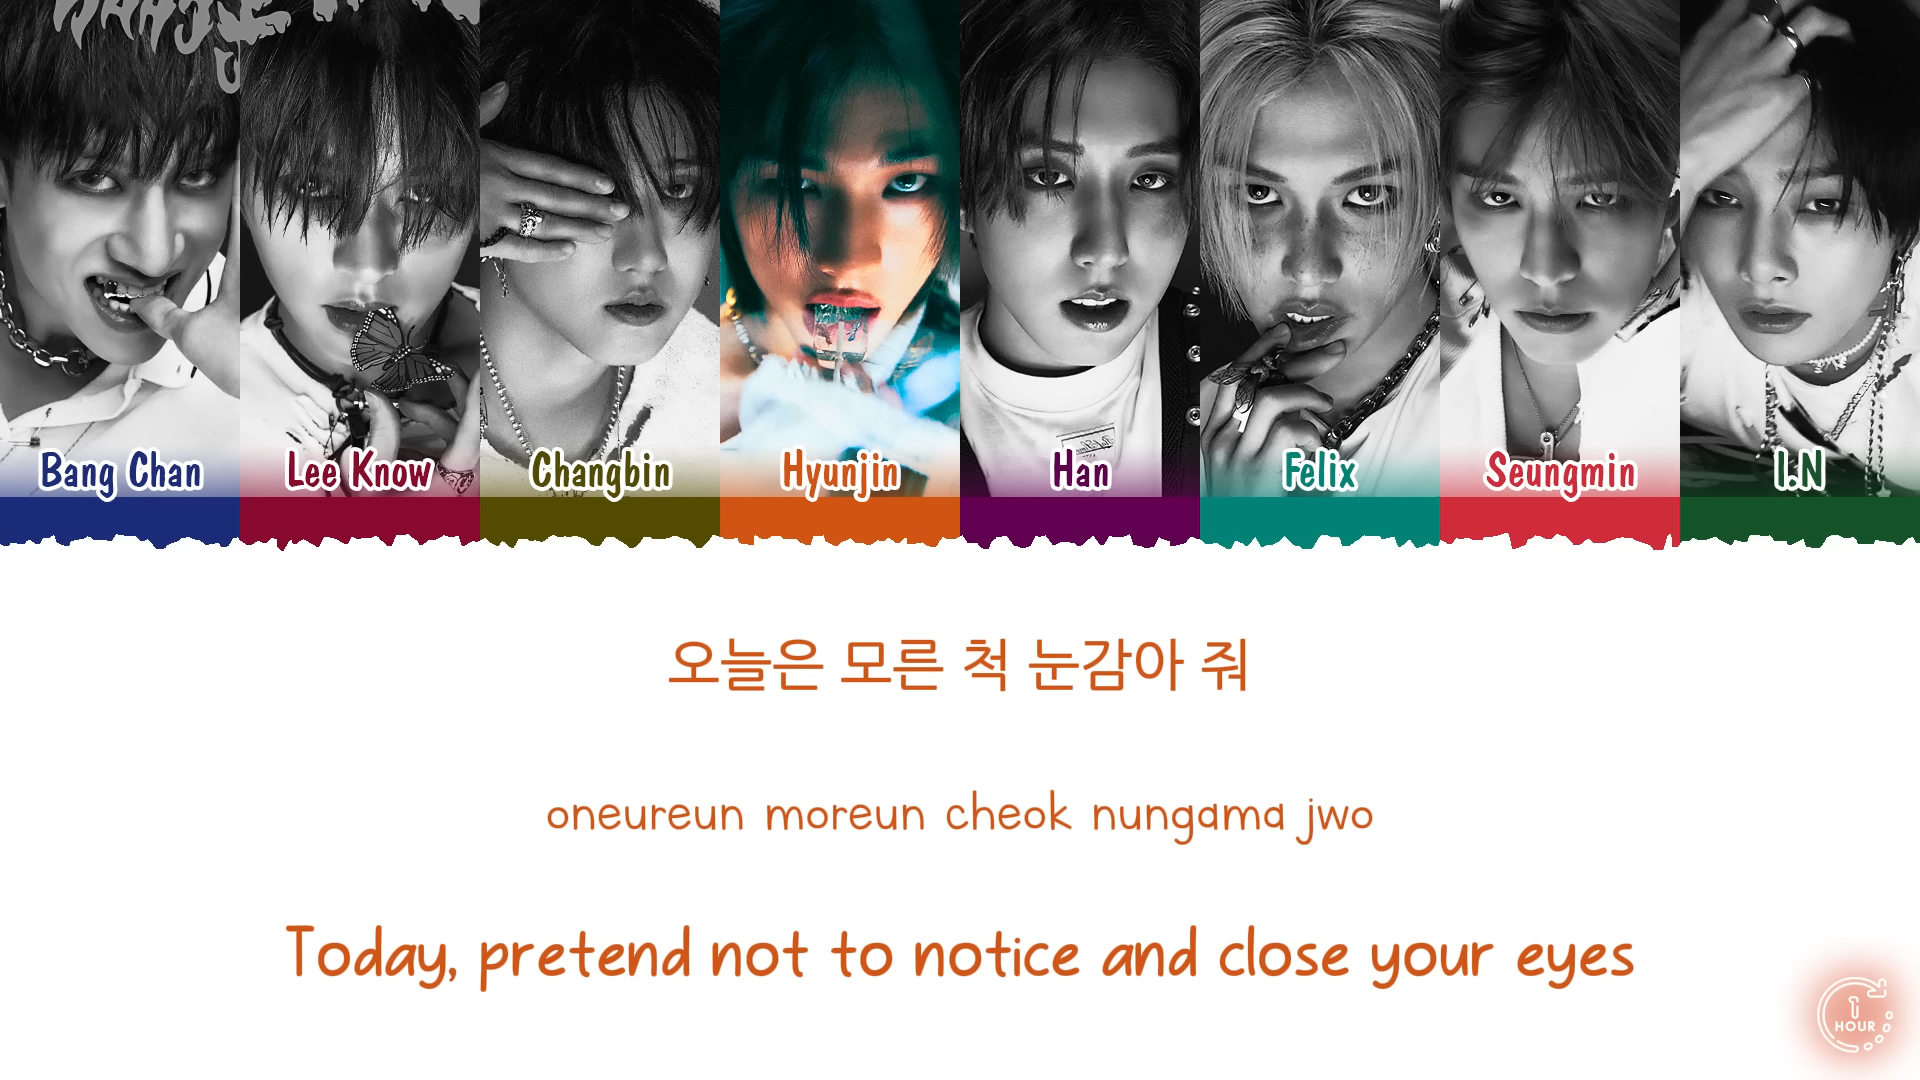 Bang Chan
Lee Know
Changbin
Hyunjin
Han
Felix
Seungmin
I.N
오늘은 모른 척 눈감아 줘
oneureun moreun cheok nungama jwo
Today, pretend not to notice and close your eyes
1
HOUR